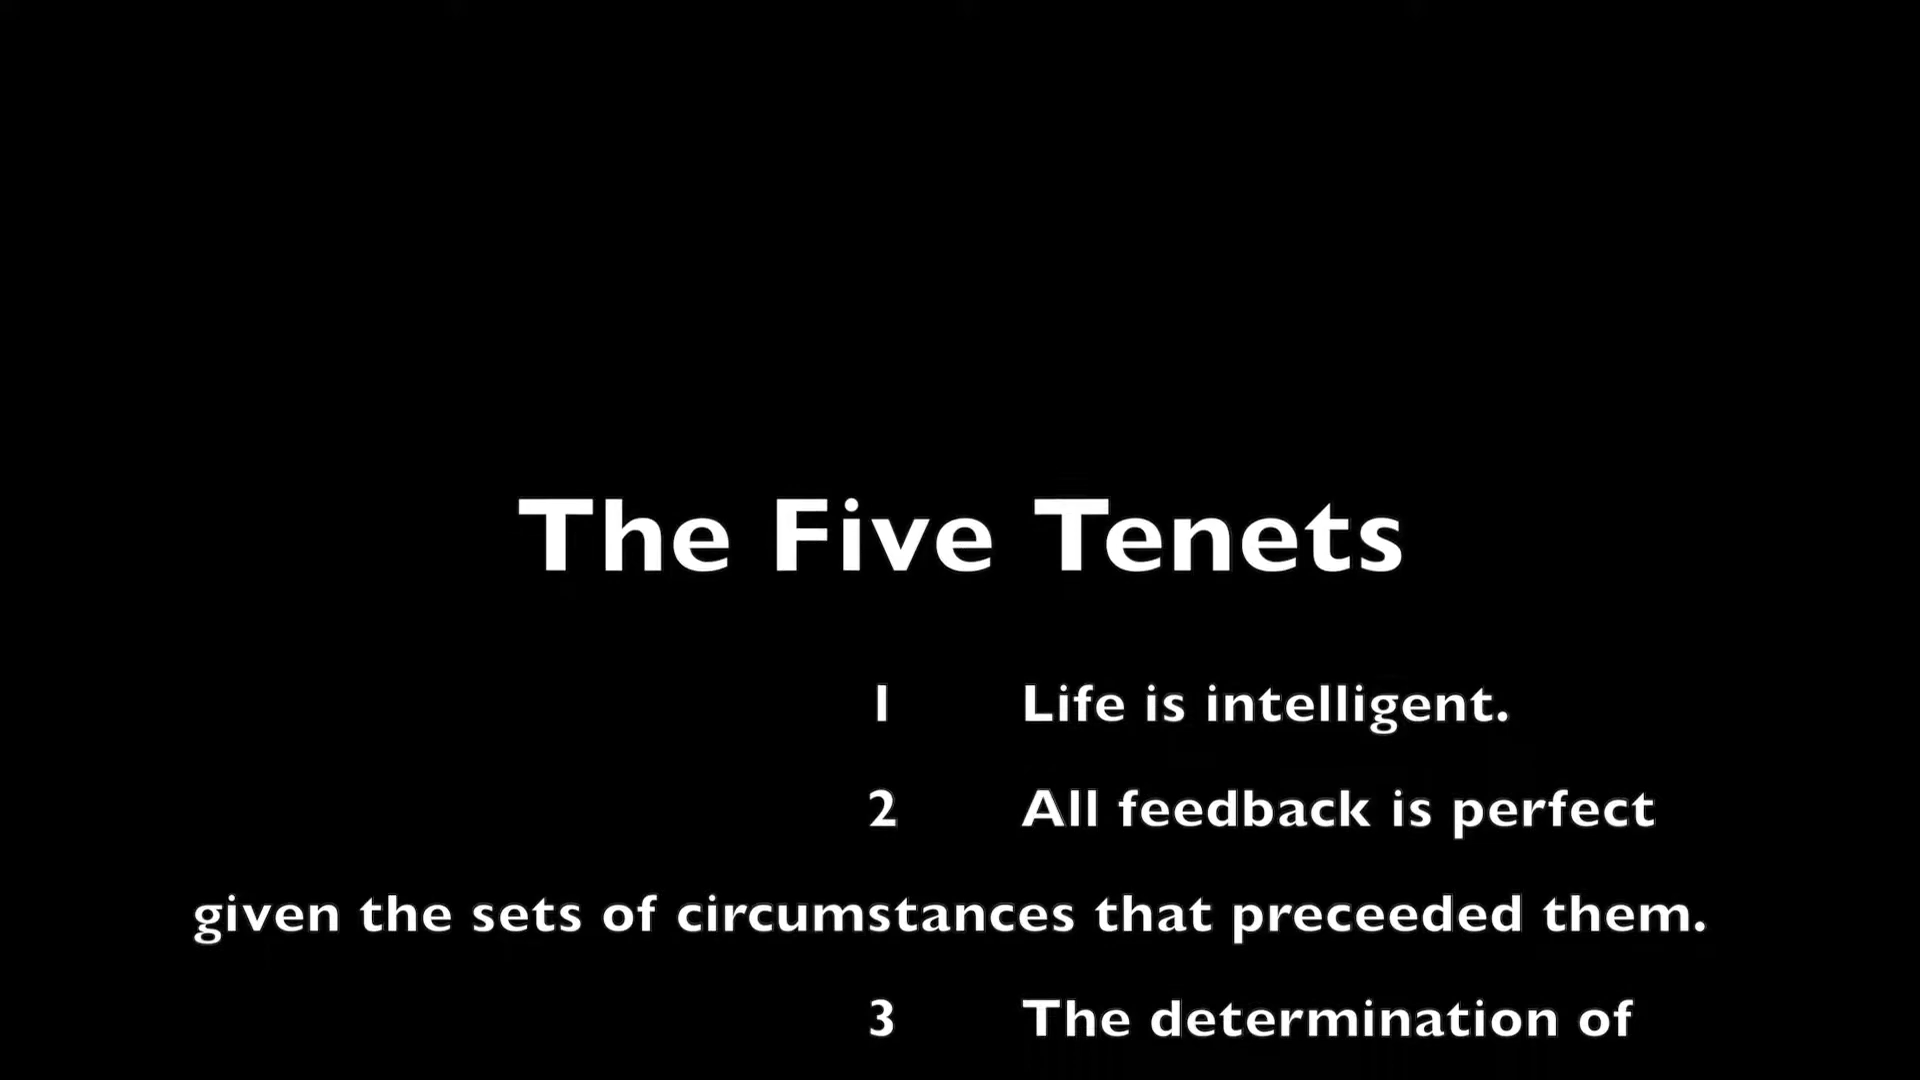 The Five Tenets
1 Life is intelligent.
2 All feedback is perfect
given the sets of circumstances that preceeded them.
3 The determination of